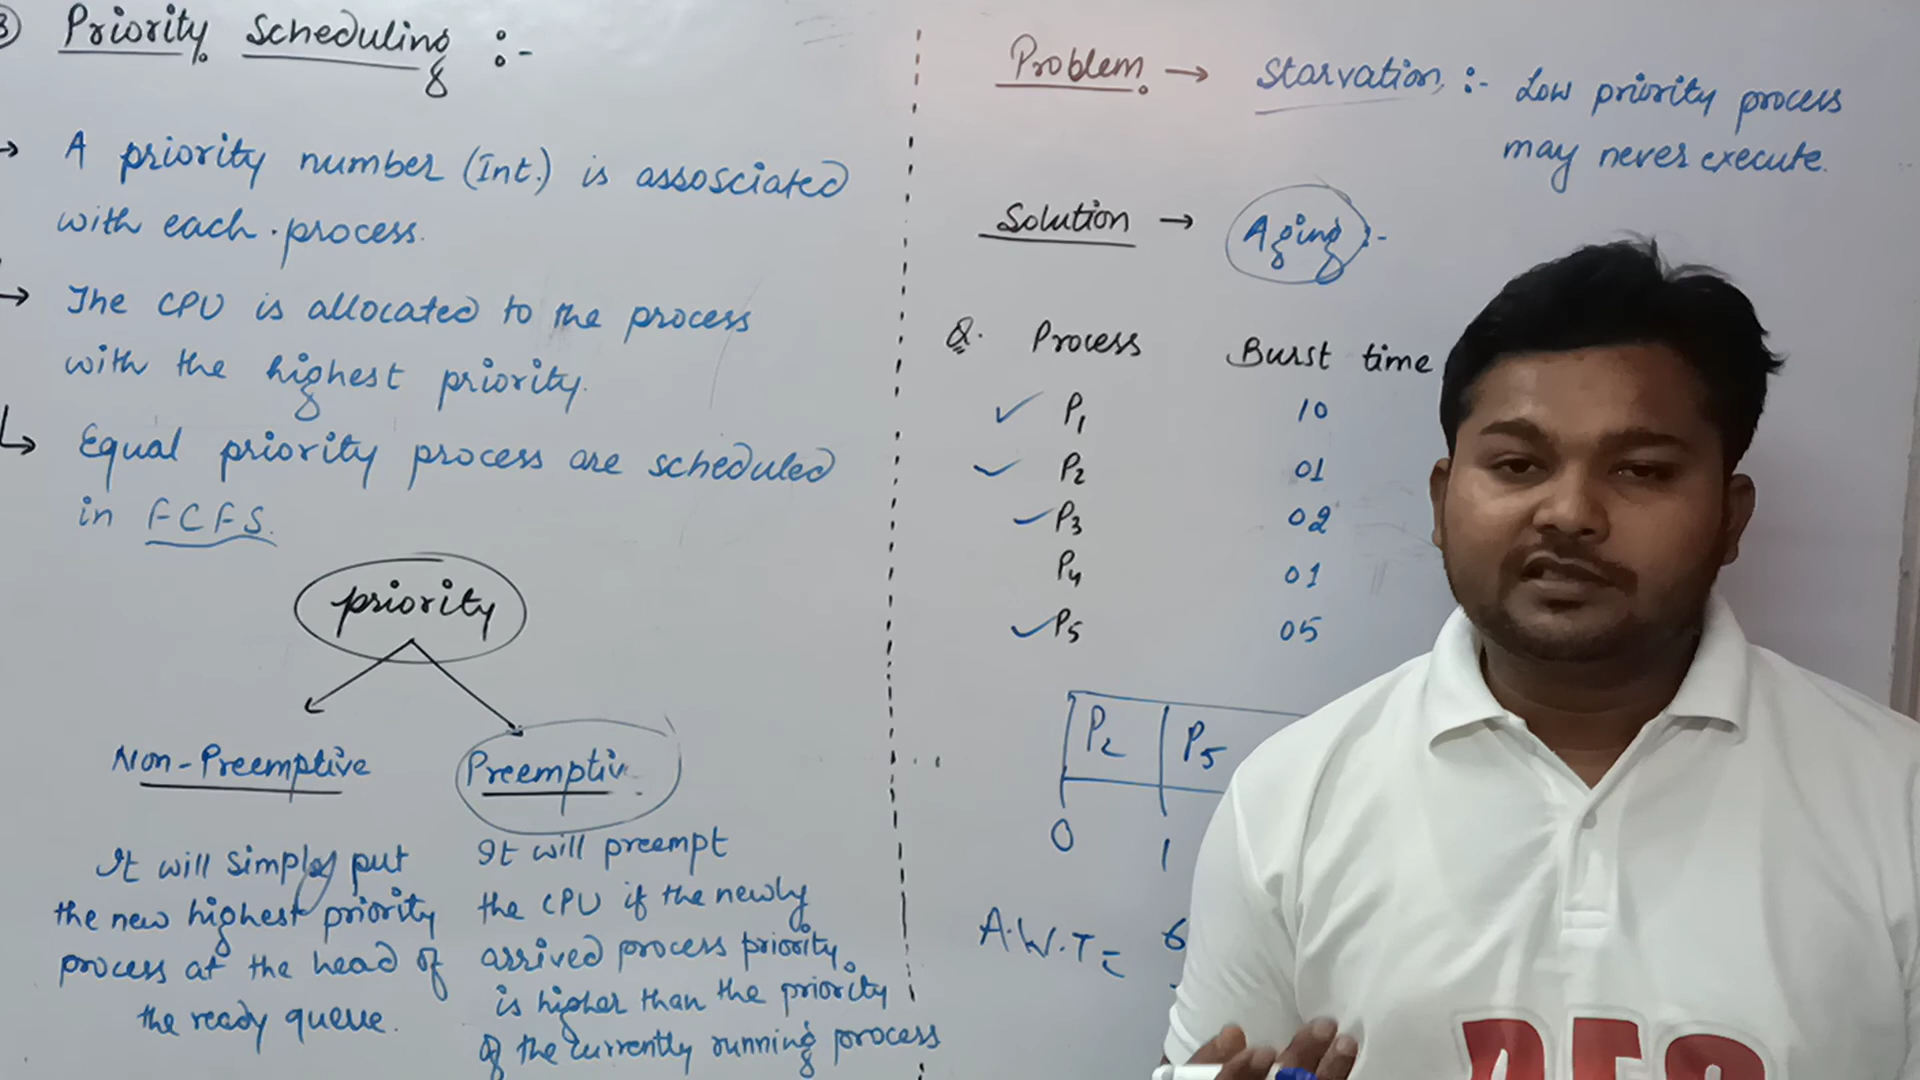 Priority Scheduling :-
→ A priority number (Int.) is assosciated
with each process.
→ The CPU is allocated to the process
with the highest priority.
↳ Equal priority process are scheduled
in FCFS.
priority
Non-Preemptive
Preemptiv
It will simply put
the new highest priority
process at the head of
the ready queue.
It will preempt
the CPU if the newly
arrived process priority
is higher than the priority
of the currently running process
Problem → Starvation :- Low priority process
may never execute.
Solution → Aging :-
Q. Process Burst time
✓ P1 10
✓ P2 01
✓ P3 02
P4 01
✓ P5 05
P2 P5
0 1
A.W.T = 6